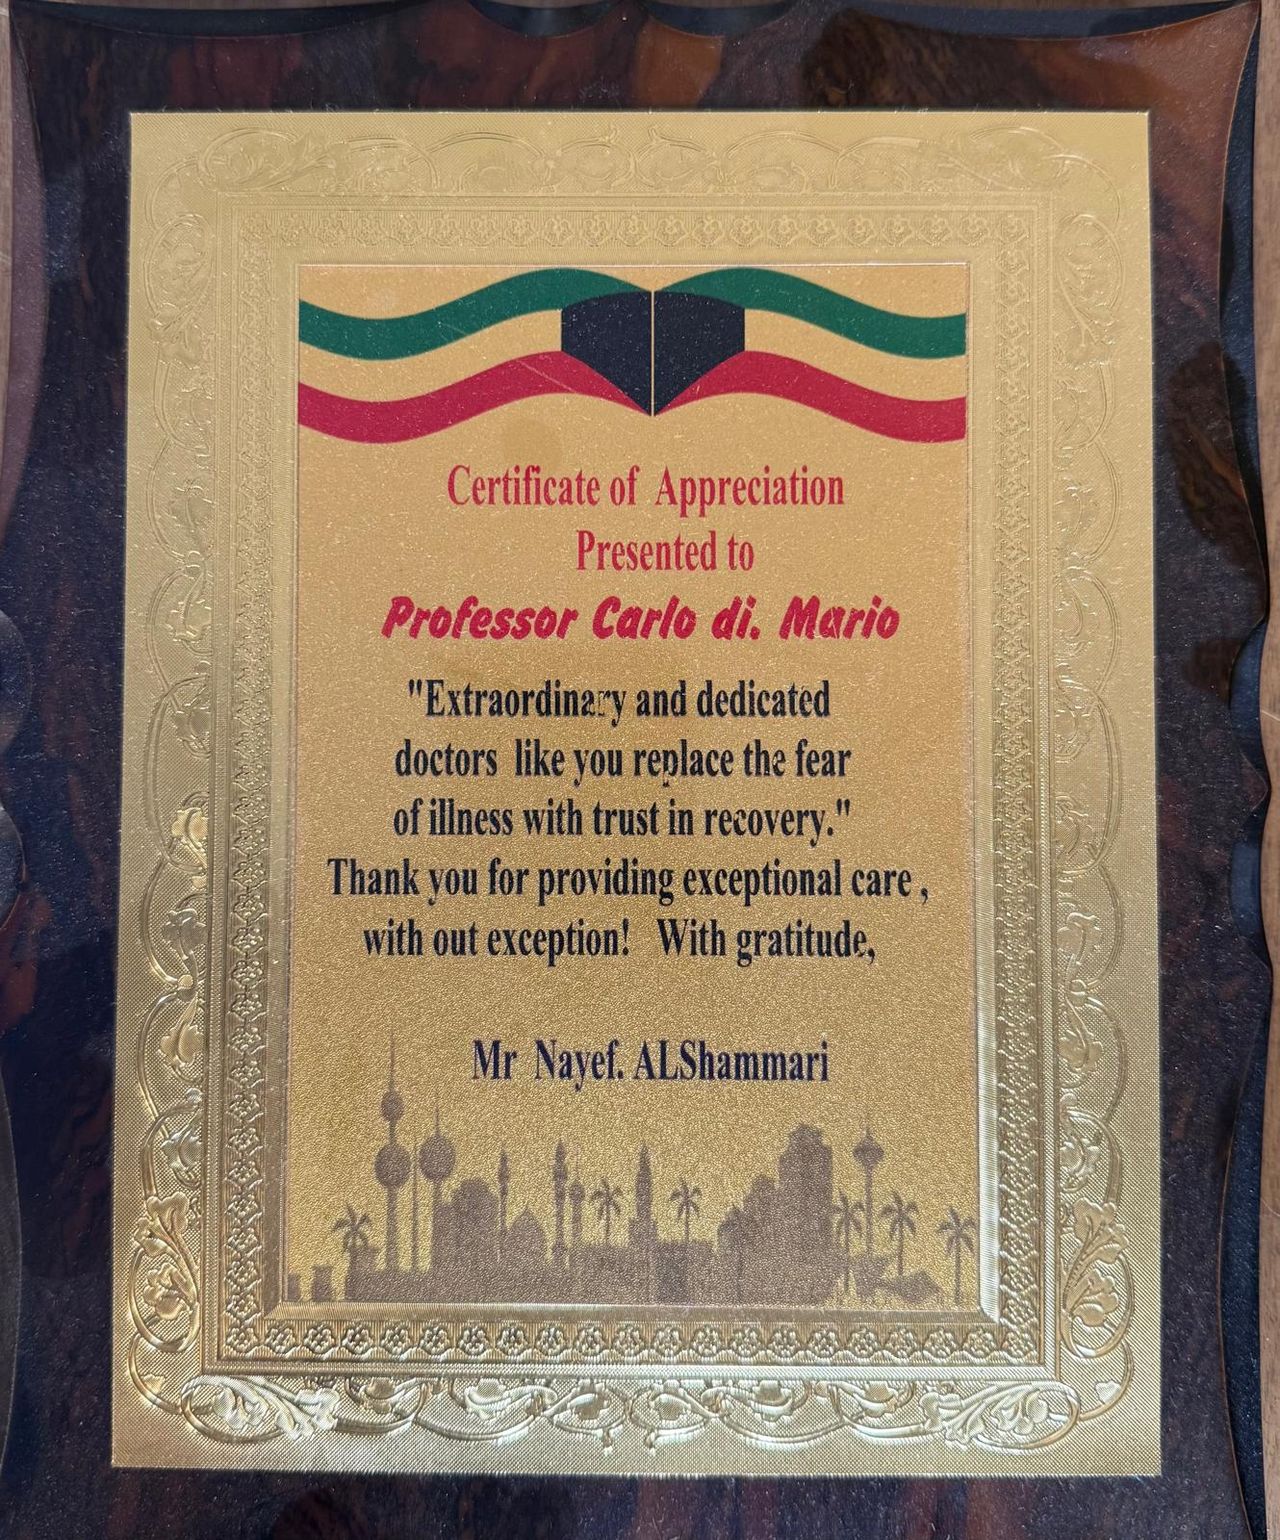 Certificate of Appreciation
Presented to
Professor Carlo di. Mario
"Extraordinary and dedicated
doctors like you replace the fear
of illness with trust in recovery."
Thank you for providing exceptional care ,
with out exception! With gratitude,
Mr Nayef. ALShammari